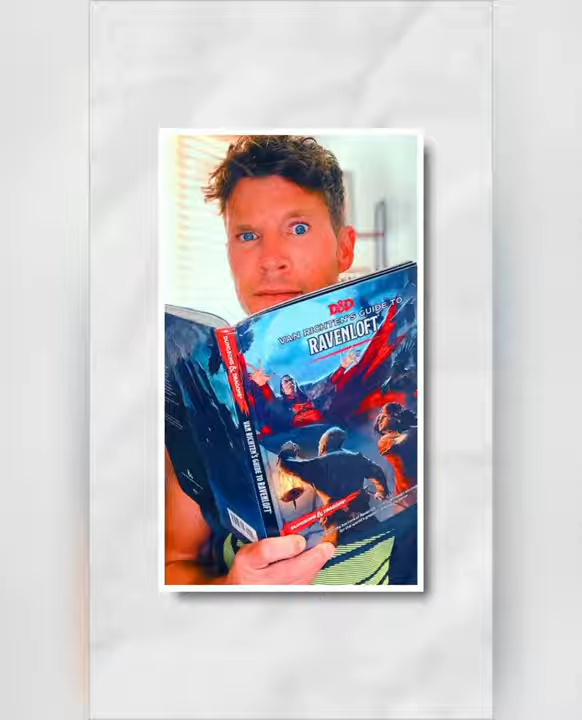 D&D
VAN RICHTEN'S GUIDE TO
RAVENLOFT
DUNGEONS & DRAGONS
VAN RICHTEN'S GUIDE TO RAVENLOFT
DUNGEONS & DRAGONS